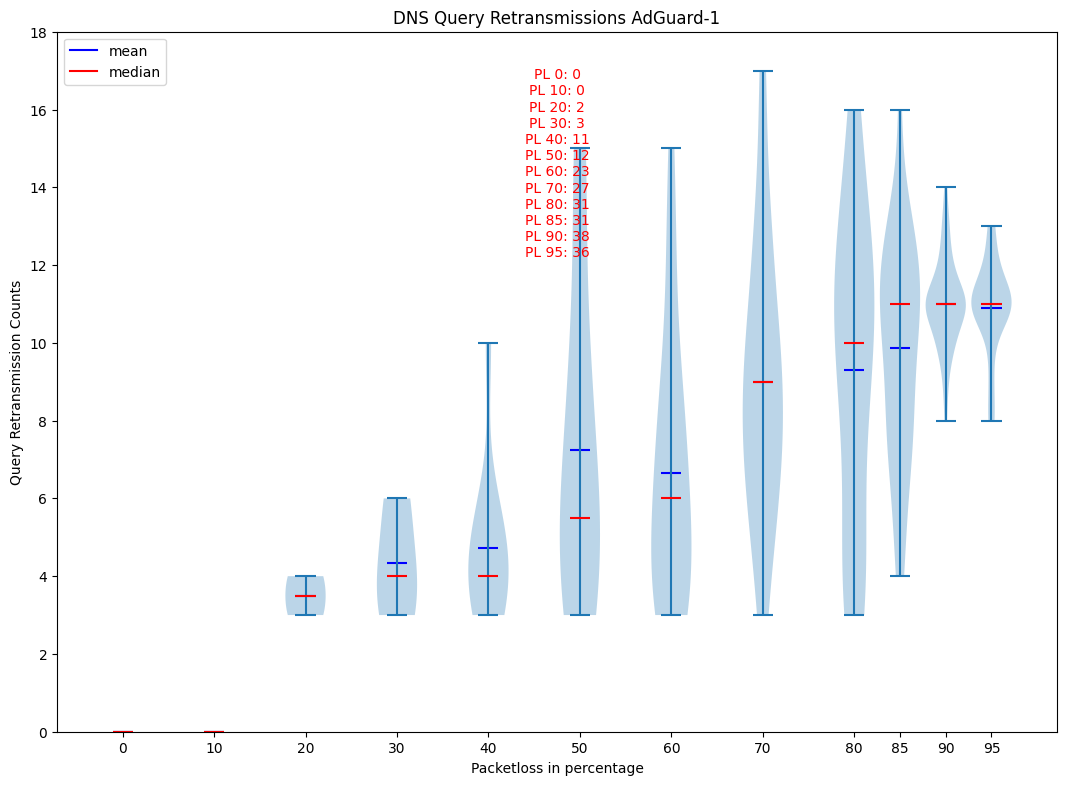 DNS Query Retransmissions AdGuard-1
mean
median
PL 0: 0
PL 10: 0
PL 20: 2
PL 30: 3
PL 40: 11
PL 50: 12
PL 60: 23
PL 70: 27
PL 80: 31
PL 85: 31
PL 90: 38
PL 95: 36
Query Retransmission Counts
18
16
14
12
10
8
6
4
2
0
0 10 20 30 40 50 60 70 80 85 90 95
Packetloss in percentage